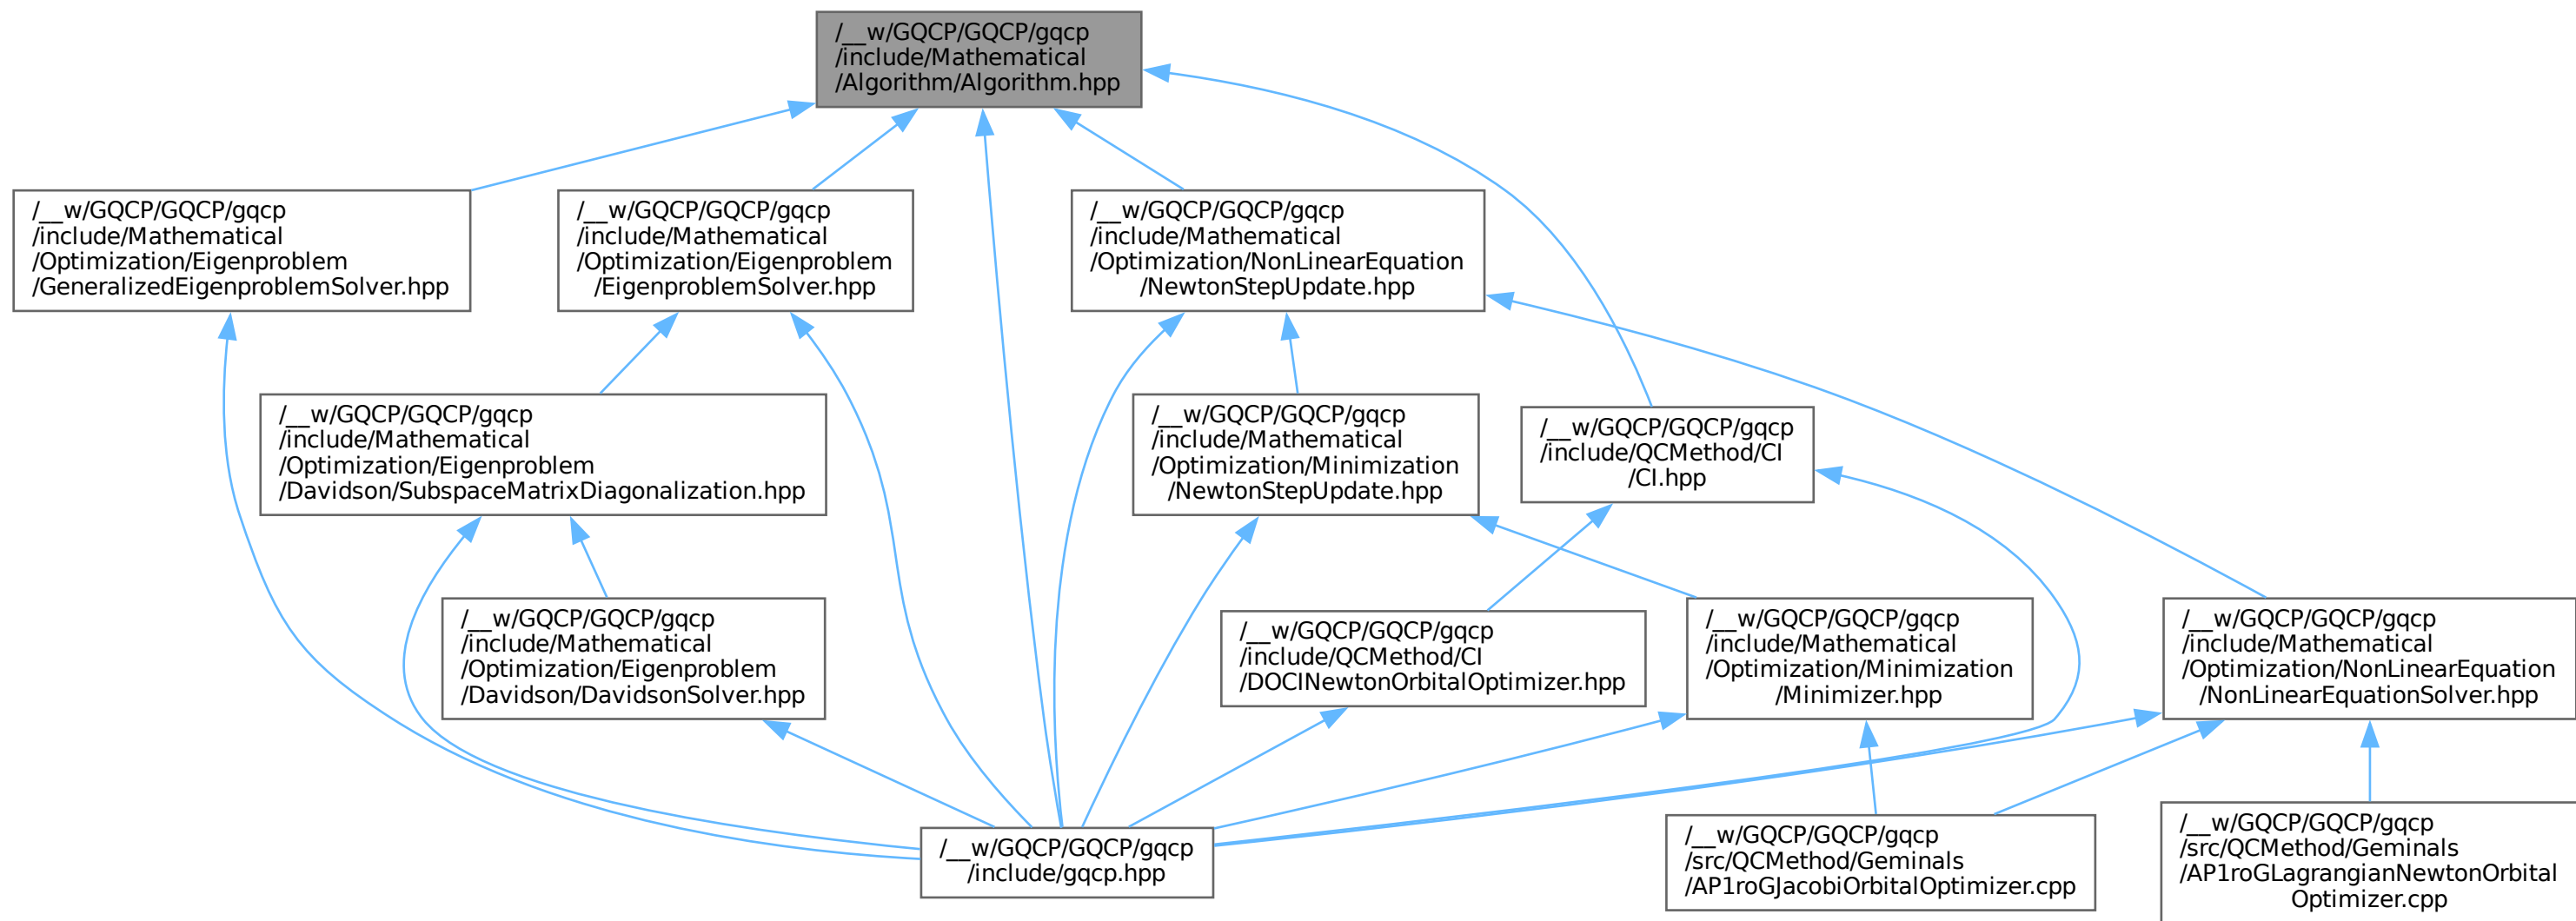 /__w/GQCP/GQCP/gqcp
/include/Mathematical
/Algorithm/Algorithm.hpp
/__w/GQCP/GQCP/gqcp
/include/Mathematical
/Optimization/Eigenproblem
/GeneralizedEigenproblemSolver.hpp
/__w/GQCP/GQCP/gqcp
/include/Mathematical
/Optimization/Eigenproblem
/EigenproblemSolver.hpp
/__w/GQCP/GQCP/gqcp
/include/Mathematical
/Optimization/NonLinearEquation
/NewtonStepUpdate.hpp
/__w/GQCP/GQCP/gqcp
/include/Mathematical
/Optimization/Eigenproblem
/Davidson/SubspaceMatrixDiagonalization.hpp
/__w/GQCP/GQCP/gqcp
/include/Mathematical
/Optimization/Minimization
/NewtonStepUpdate.hpp
/__w/GQCP/GQCP/gqcp
/include/QCMethod/CI
/CI.hpp
/__w/GQCP/GQCP/gqcp
/include/Mathematical
/Optimization/Eigenproblem
/Davidson/DavidsonSolver.hpp
/__w/GQCP/GQCP/gqcp
/include/QCMethod/CI
/DOCINewtonOrbitalOptimizer.hpp
/__w/GQCP/GQCP/gqcp
/include/Mathematical
/Optimization/Minimization
/Minimizer.hpp
/__w/GQCP/GQCP/gqcp
/include/Mathematical
/Optimization/NonLinearEquation
/NonLinearEquationSolver.hpp
/__w/GQCP/GQCP/gqcp
/include/gqcp.hpp
/__w/GQCP/GQCP/gqcp
/src/QCMethod/Geminals
/AP1roGJacobiOrbitalOptimizer.cpp
/__w/GQCP/GQCP/gqcp
/src/QCMethod/Geminals
/AP1roGLagrangianNewtonOrbital
Optimizer.cpp